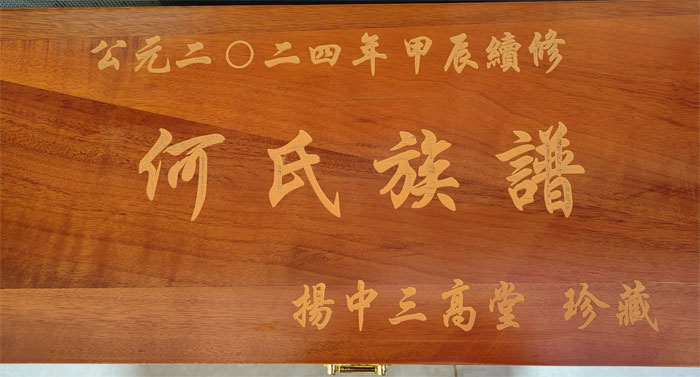 公元二〇二四年甲辰續修
何氏族譜
揚中三高堂 珍藏